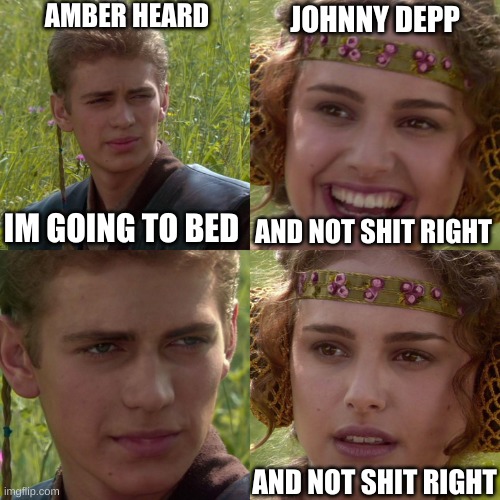 AMBER HEARD
JOHNNY DEPP
IM GOING TO BED
AND NOT SHIT RIGHT
AND NOT SHIT RIGHT
imgflip.com